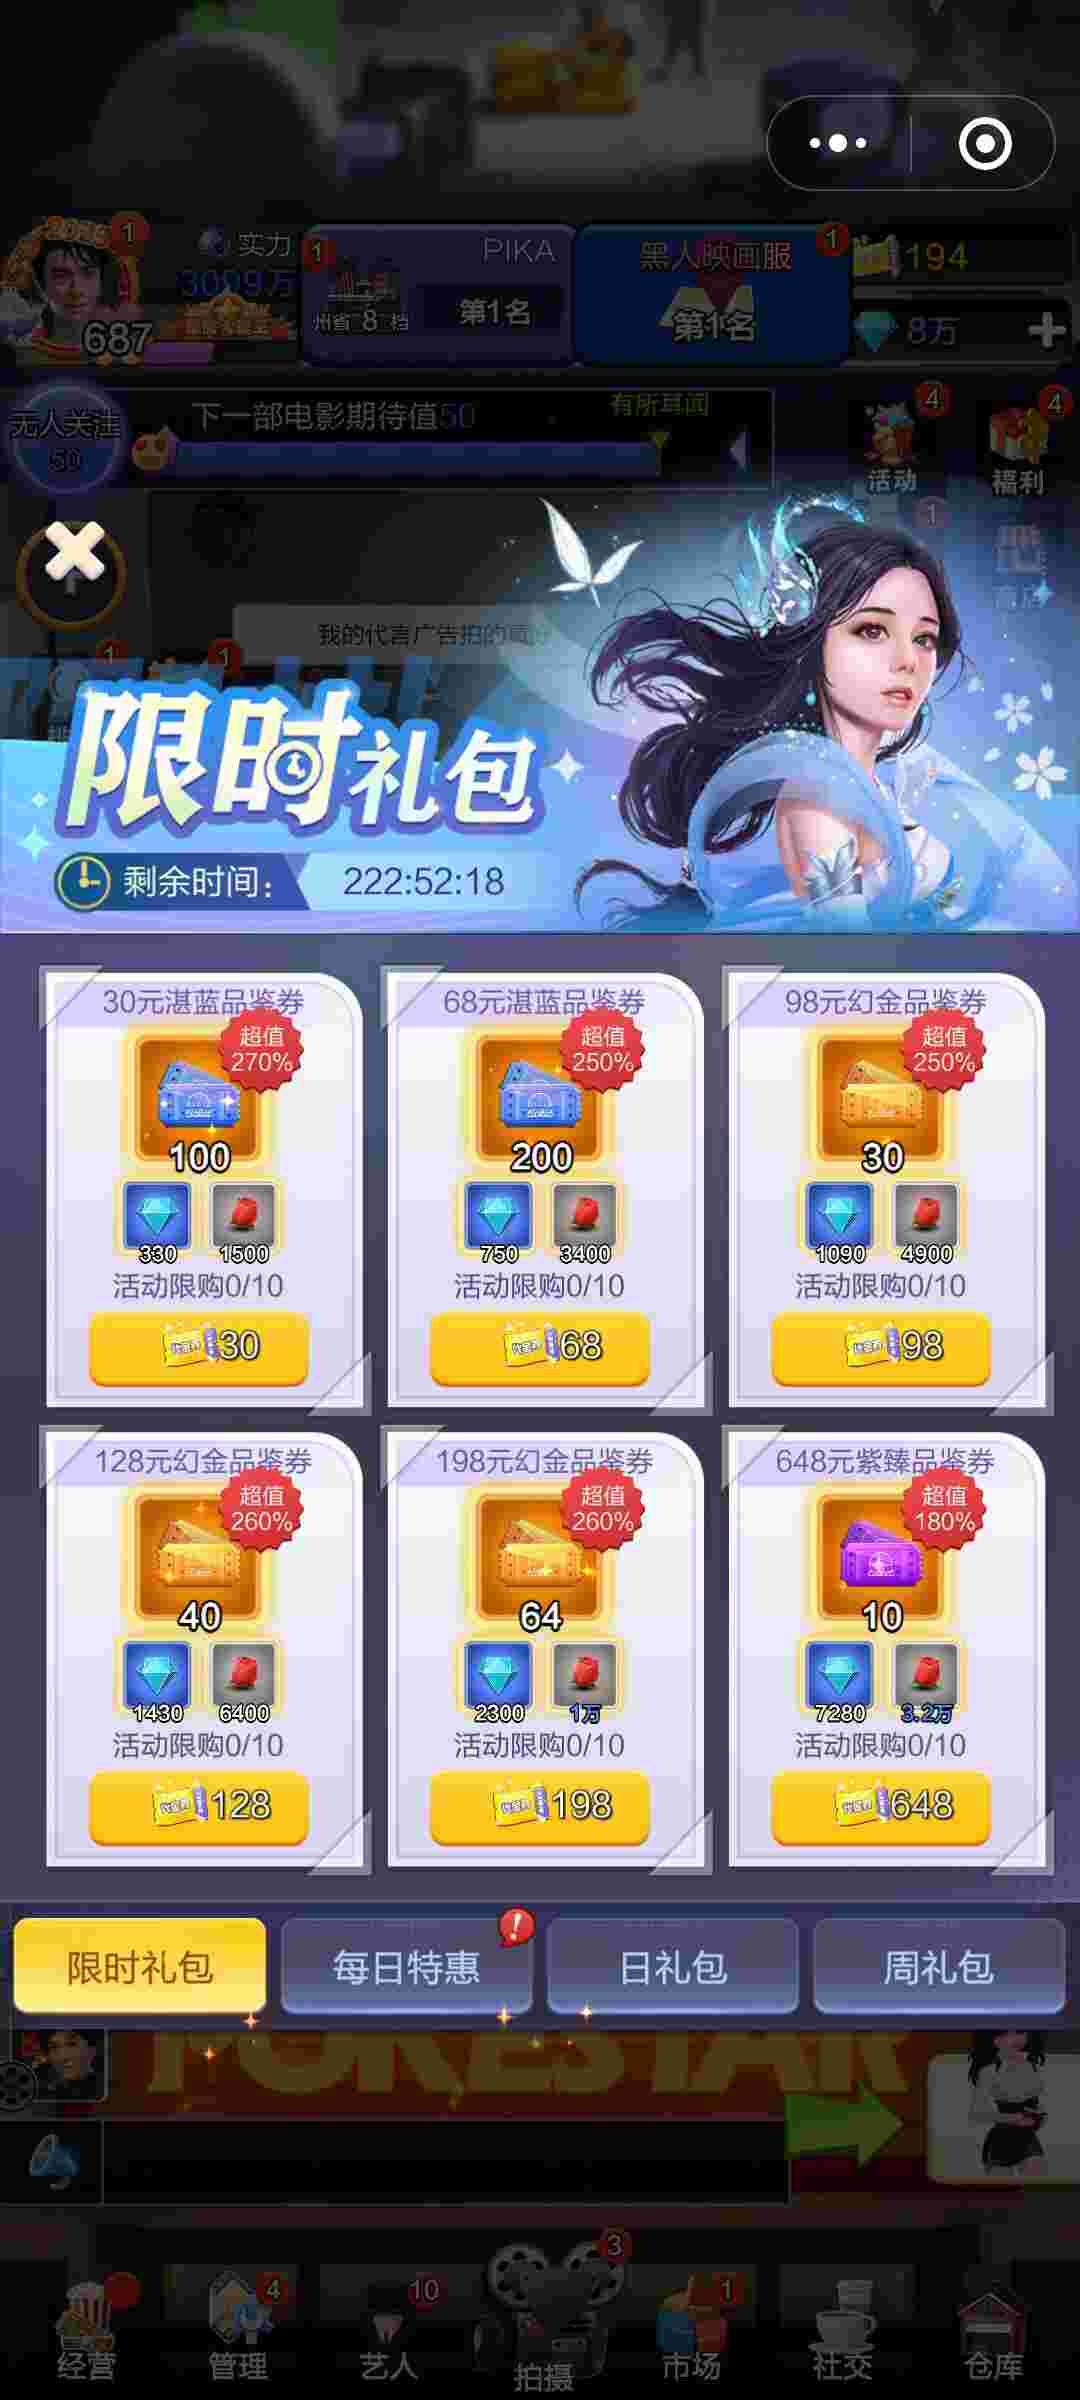 1
实力
3099万
687
1
PIKA
州省 8 档
第1名
黑人映画服
1
第1名
194
8万
无人关注
50
下一部电影期待值50
有所耳闻
4
活动
4
福利
1
我的代言广告拍的
1
1
限时礼包
剩余时间:
222:52:18
30元湛蓝品鉴券
超值
270%
100
330
1500
活动限购0/10
30
68元湛蓝品鉴券
超值
250%
200
750
3400
活动限购0/10
68
98元幻金品鉴券
超值
250%
30
1090
4900
活动限购0/10
98
128元幻金品鉴券
超值
260%
40
1430
6400
活动限购0/10
128
198元幻金品鉴券
超值
260%
64
2300
1万
活动限购0/10
198
648元紫臻品鉴券
超值
180%
10
7280
3.2万
活动限购0/10
648
限时礼包
每日特惠
日礼包
周礼包
经营
4
管理
10
艺人
3
拍摄
1
市场
社交
仓库